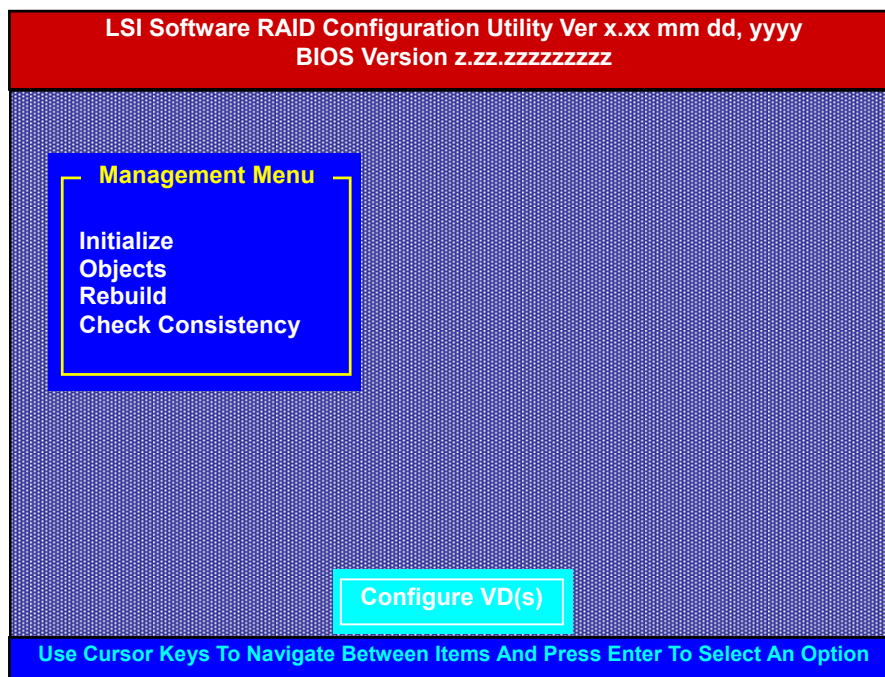 LSI Software RAID Configuration Utility Ver x.xx mm dd, yyyy
BIOS Version z.zz.zzzzzzzzz
Management Menu
Initialize
Objects
Rebuild
Check Consistency
Configure VD(s)
Use Cursor Keys To Navigate Between Items And Press Enter To Select An Option